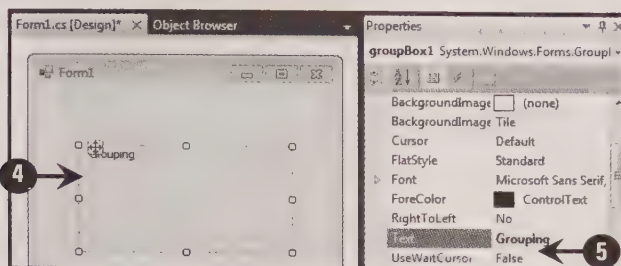 Form1.cs [Design]* × Object Browser
Form1
Grouping
4
Properties
groupBox1 System.Windows.Forms.Group
BackgroundImage (none)
BackgroundImage Tile
Cursor Default
FlatStyle Standard
Font Microsoft Sans Serif,
ForeColor ControlText
RightToLeft No
Text Grouping
UseWaitCursor False
5